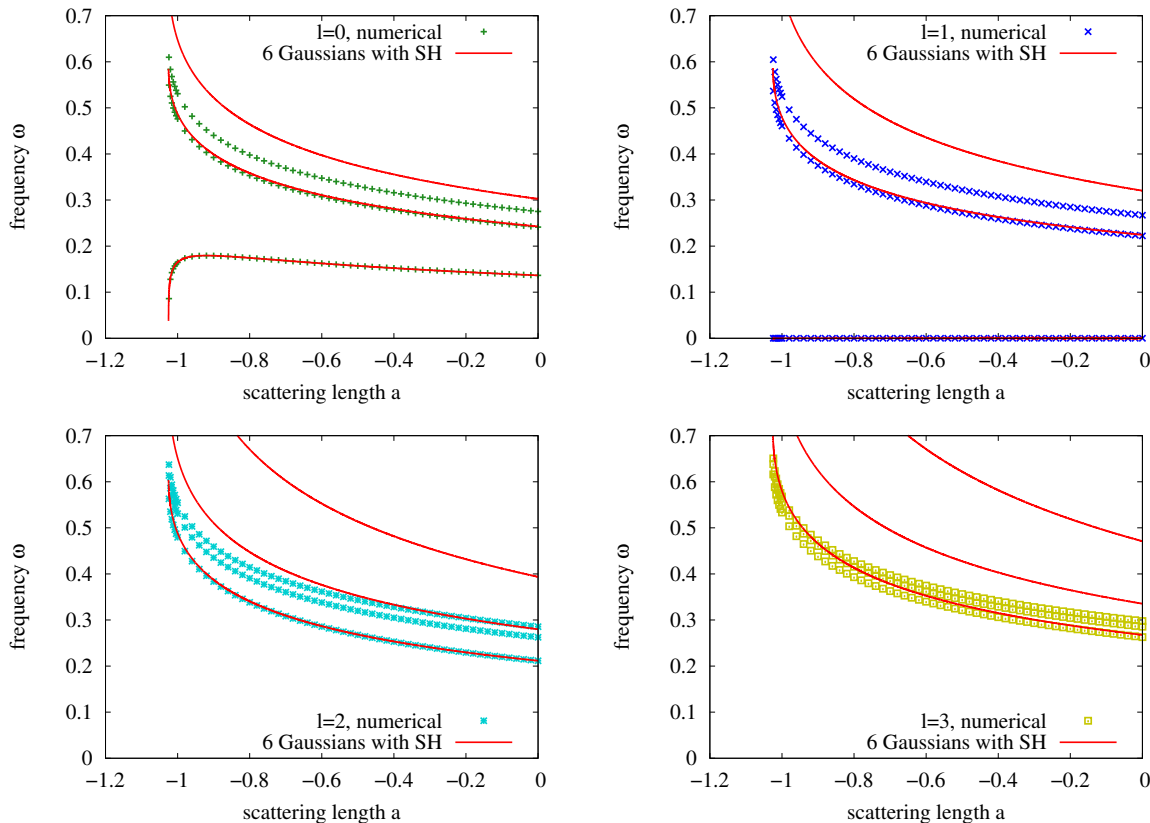 0.7
0.6
0.5
0.4
0.3
0.2
0.1
0
frequency ω
l=0, numerical
6 Gaussians with SH
−1.2 −1 −0.8 −0.6 −0.4 −0.2 0
scattering length a
0.7
0.6
0.5
0.4
0.3
0.2
0.1
0
frequency ω
l=1, numerical
6 Gaussians with SH
−1.2 −1 −0.8 −0.6 −0.4 −0.2 0
scattering length a
0.7
0.6
0.5
0.4
0.3
0.2
0.1
0
frequency ω
l=2, numerical
6 Gaussians with SH
−1.2 −1 −0.8 −0.6 −0.4 −0.2 0
scattering length a
0.7
0.6
0.5
0.4
0.3
0.2
0.1
0
frequency ω
l=3, numerical
6 Gaussians with SH
−1.2 −1 −0.8 −0.6 −0.4 −0.2 0
scattering length a